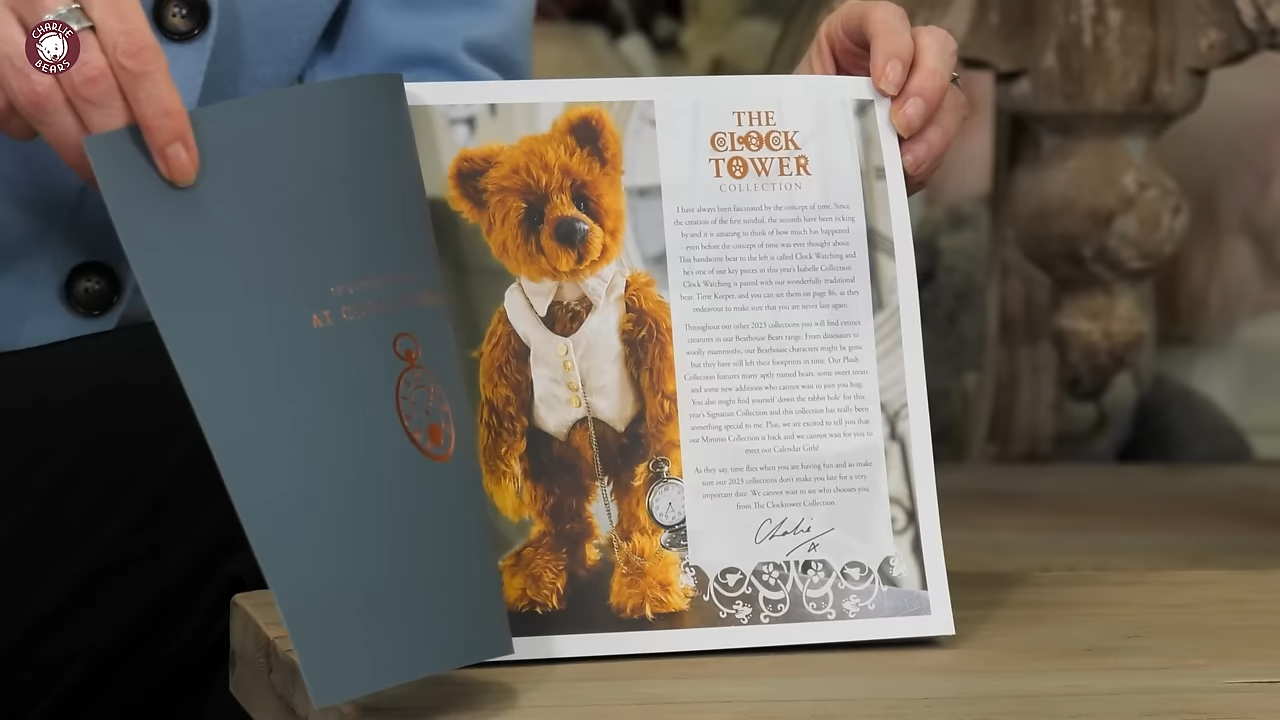 CHARLIE
BEARS
THE
CLOCK
TOWER
COLLECTION
I have always been fascinated by the concept of time. Since
the creation of the first sundial, the seconds have been ticking
by and it is amazing to think of how much has happened
- even before the concept of time was ever thought about.
This handsome bear to the left is called Clock Watching and
he's one of our key pieces in this year's Isabelle Collection.
Clock Watching is paired with our wonderfully traditional
bear, Time Keeper, and you can see them on page 86, as they
endeavour to make sure that you are never late again.
Throughout our other 2023 collections you will find extinct
creatures in our Bearhouse Bears range. From dinosaurs to
woolly mammoths, our Bearhouse characters might be gone
but they have still left their footprints in time. Our Plush
Collection features many aptly named bears, some sweet treats
and some new additions who cannot wait to join you hug.
You also might find yourself 'down the rabbit hole' for this
year's Signature Collection and this collection has really been
something special to me. Plus, we are excited to tell you that
our Minimo Collection is back and we cannot wait for you to
meet our Calendar Girls!
As they say, time flies when you are having fun and so make
sure our 2023 collections don't make you late for a very
important date. We cannot wait to see who chooses you
from The Clocktower Collection.
Charlie
AT